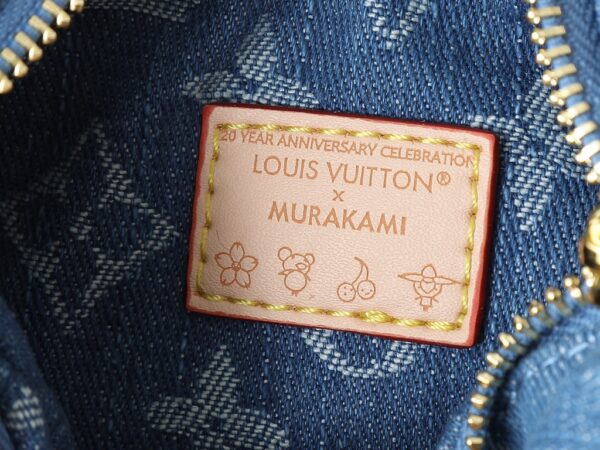 20 YEAR ANNIVERSARY CELEBRATION
LOUIS VUITTON®
x
MURAKAMI